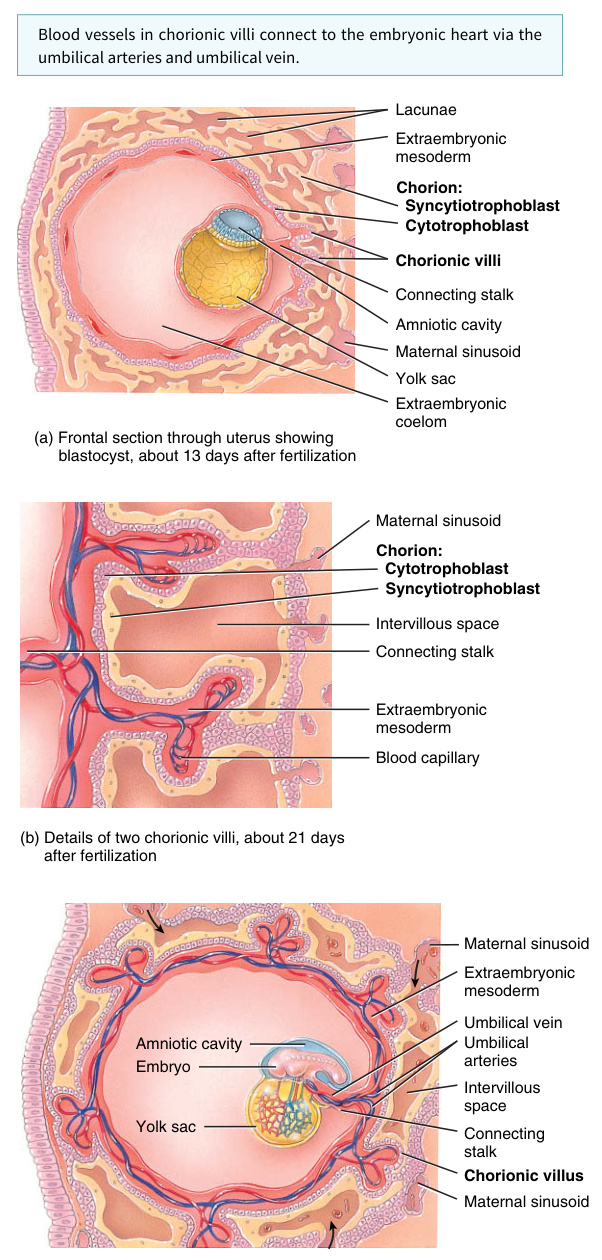 Blood vessels in chorionic villi connect to the embryonic heart via the
umbilical arteries and umbilical vein.
Lacunae
Extraembryonic
mesoderm
Chorion:
Syncytiotrophoblast
Cytotrophoblast
Chorionic villi
Connecting stalk
Amniotic cavity
Maternal sinusoid
Yolk sac
Extraembryonic
coelom
(a) Frontal section through uterus showing
blastocyst, about 13 days after fertilization
Maternal sinusoid
Chorion:
Cytotrophoblast
Syncytiotrophoblast
Intervillous space
Connecting stalk
Extraembryonic
mesoderm
Blood capillary
(b) Details of two chorionic villi, about 21 days
after fertilization
Maternal sinusoid
Extraembryonic
mesoderm
Umbilical vein
Umbilical
arteries
Amniotic cavity
Embryo
Intervillous
space
Yolk sac
Connecting
stalk
Chorionic villus
Maternal sinusoid